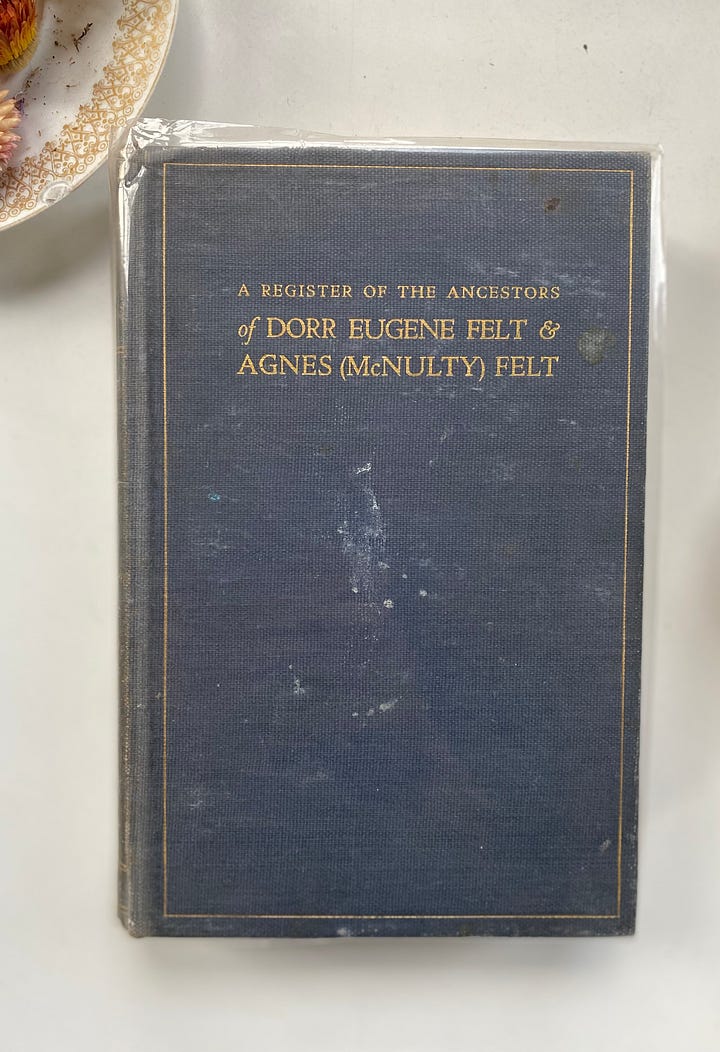 A REGISTER OF THE ANCESTORS
of DORR EUGENE FELT &
AGNES (McNULTY) FELT